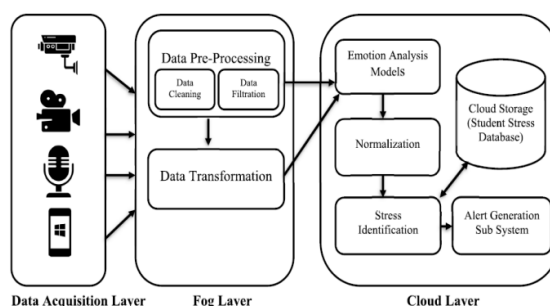 Data Pre-Processing
Data
Cleaning
Data
Filtration
Data Transformation
Emotion Analysis
Models
Normalization
Stress
Identification
Cloud Storage
(Student Stress
Database)
Alert Generation
Sub System
Data Acquisition Layer
Fog Layer
Cloud Layer